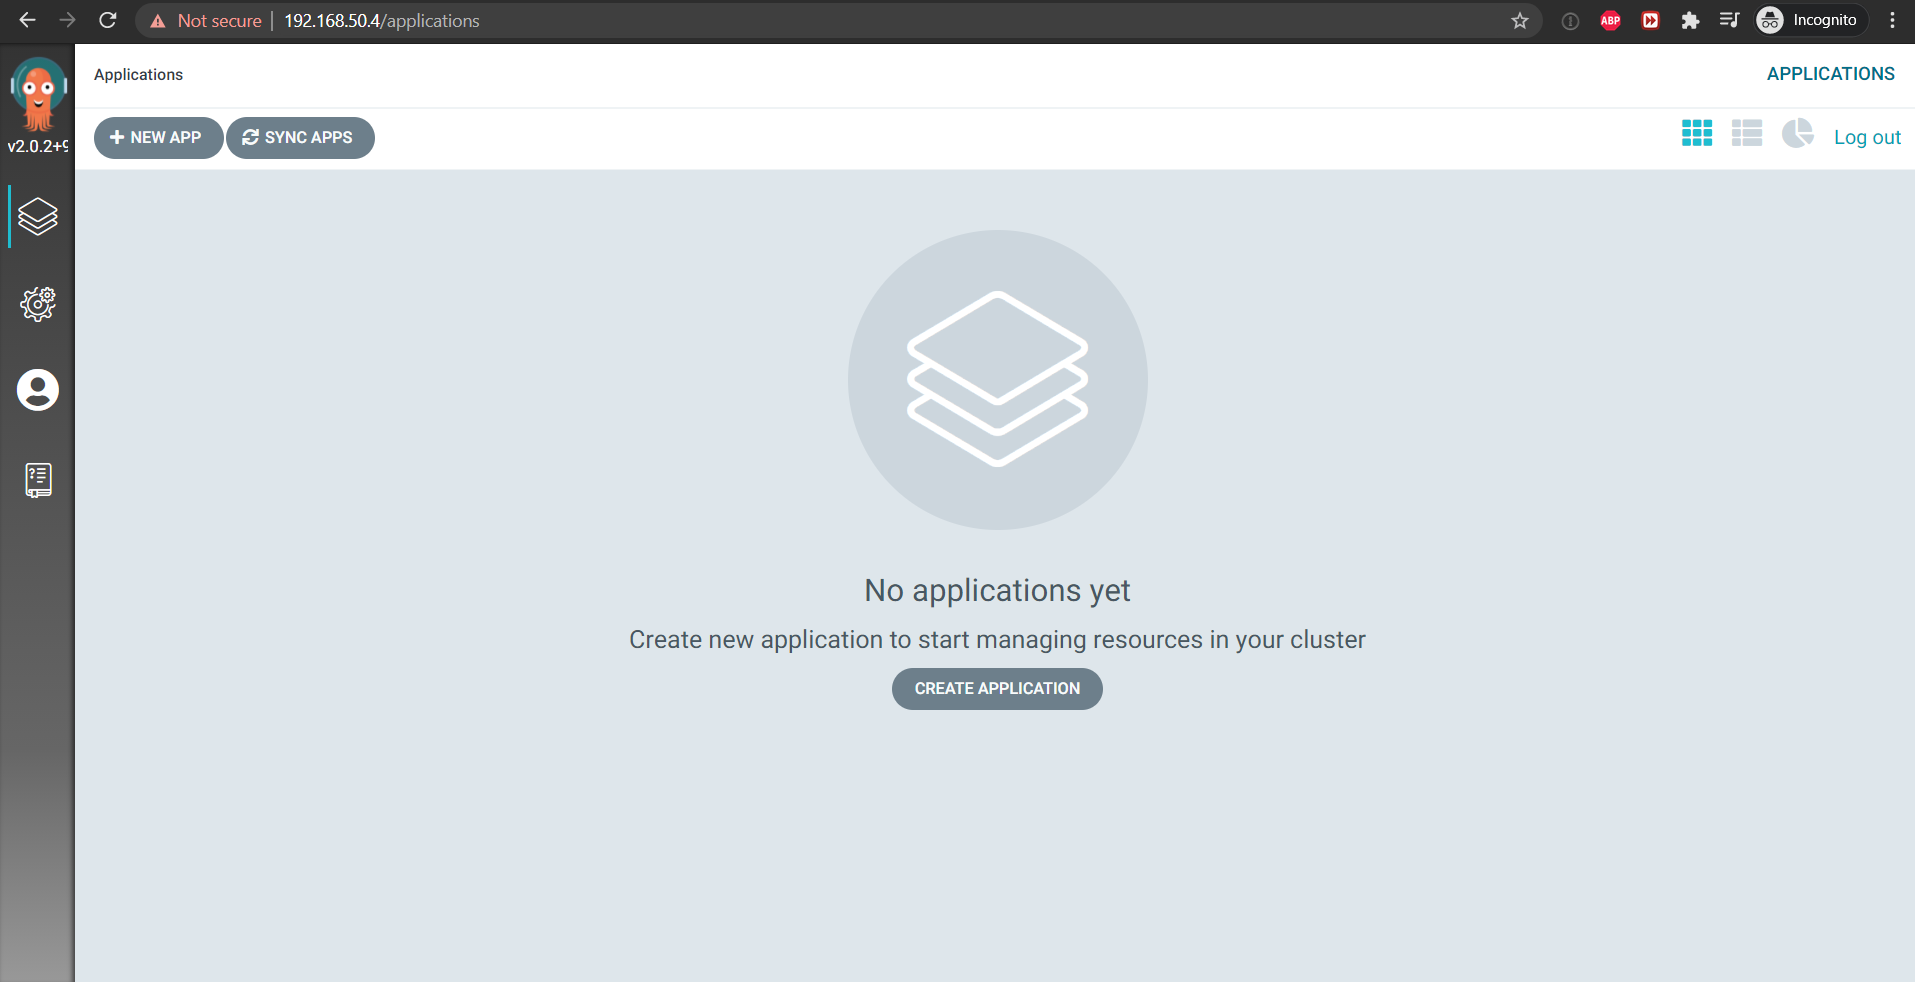 Not secure | 192.168.50.4/applications
ABP
Incognito
v2.0.2+9
Applications
APPLICATIONS
NEW APP
SYNC APPS
Log out
No applications yet
Create new application to start managing resources in your cluster
CREATE APPLICATION